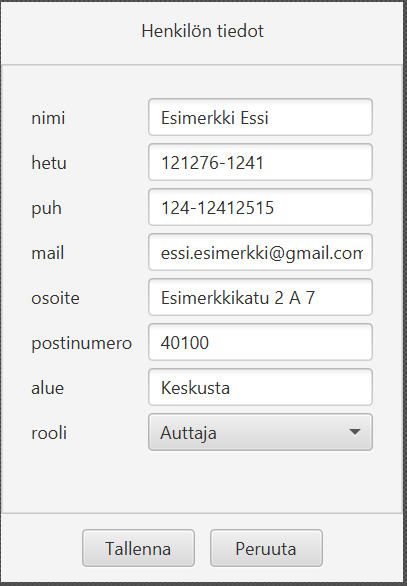 Henkilön tiedot
nimi Esimerkki Essi
hetu 121276-1241
puh 124-12412515
mail essi.esimerkki@gmail.com
osoite Esimerkkikatu 2 A 7
postinumero 40100
alue Keskusta
rooli Auttaja
Tallenna Peruuta